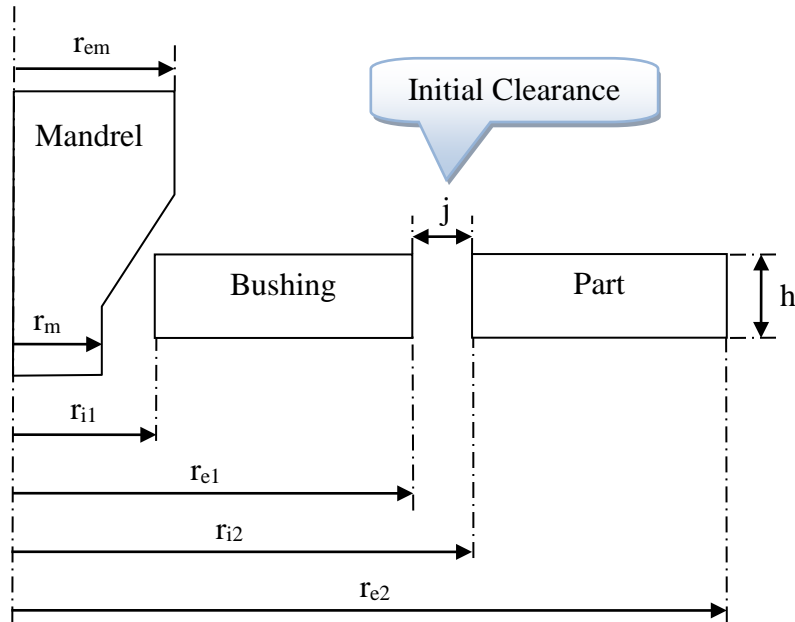 r_em
Initial Clearance
Mandrel
j
Bushing
Part
h
r_m
r_i1
r_e1
r_i2
r_e2